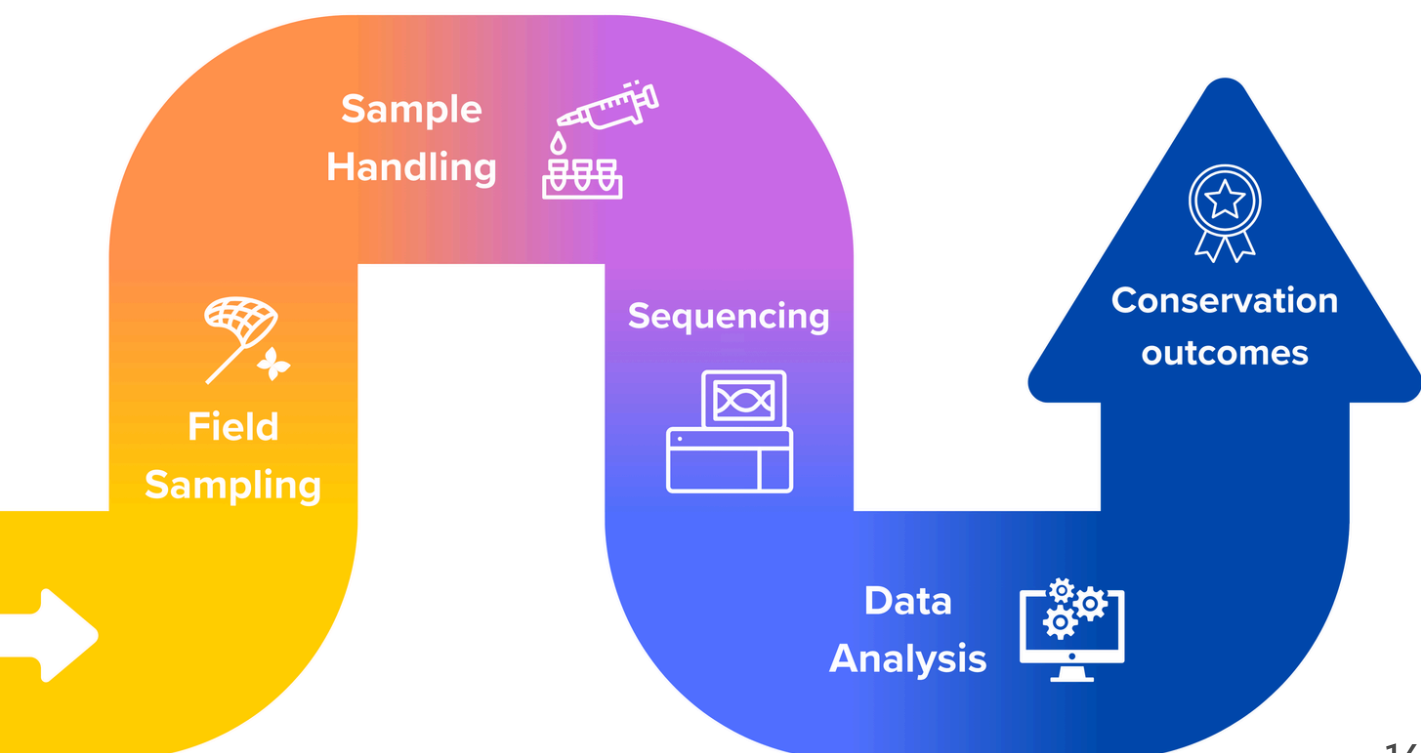 Field
Sampling
Sample
Handling
Sequencing
Data
Analysis
Conservation
outcomes